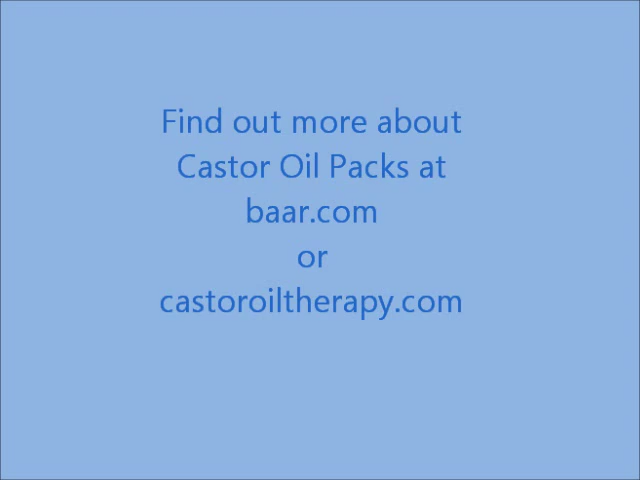 Find out more about
Castor Oil Packs at
baar.com
or
castoroiltherapy.com